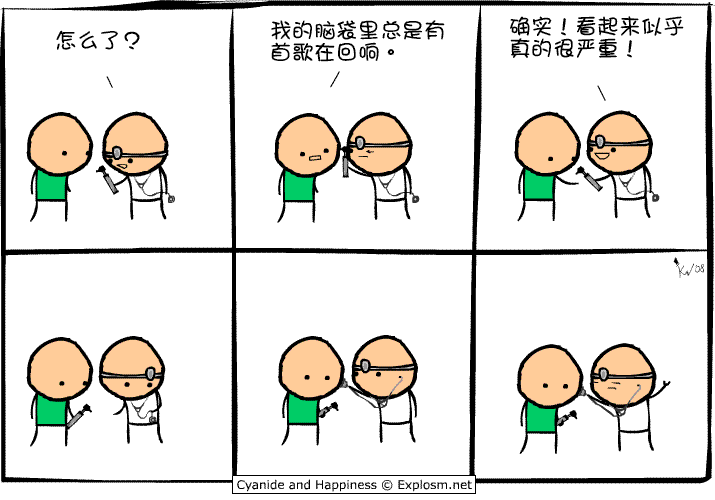 怎么了？
我的脑袋里总是有
首歌在回响。
确实！看起来似乎
真的很严重！
Cyanide and Happiness © Explosm.net